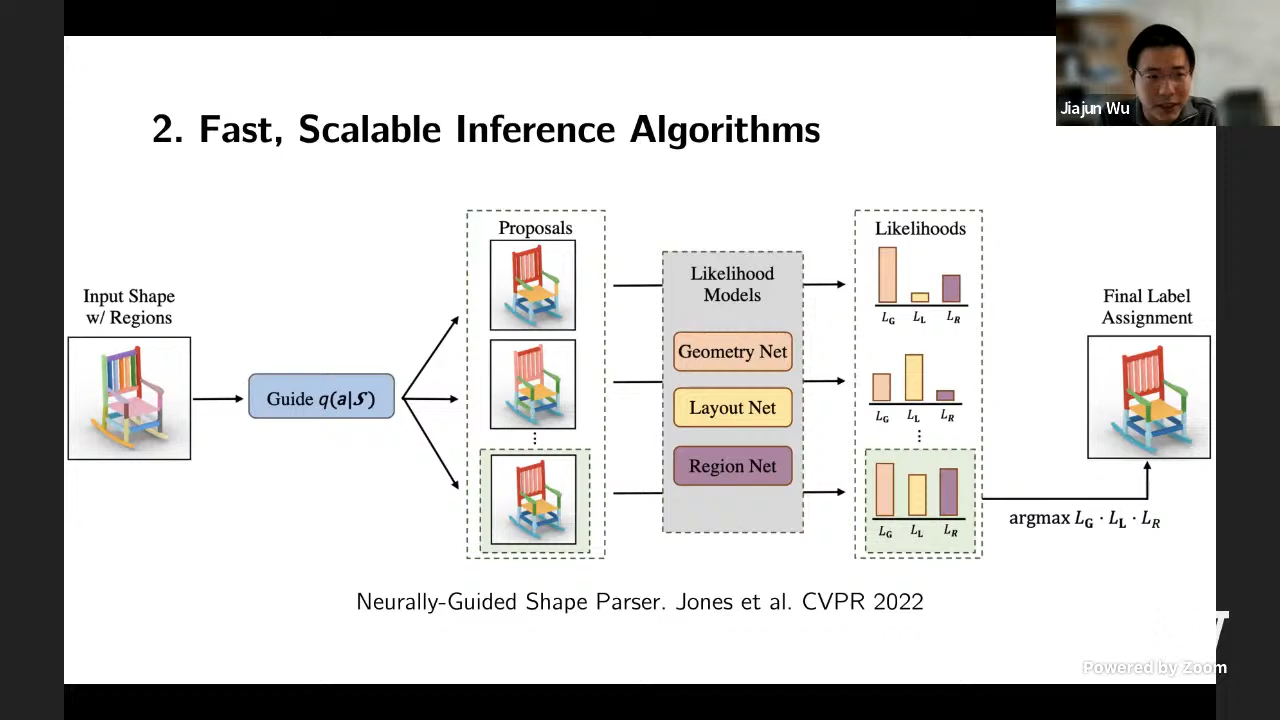 Jiajun Wu
2. Fast, Scalable Inference Algorithms
Input Shape
w/ Regions
Guide q(a|S)
Proposals
Likelihood
Models
Geometry Net
Layout Net
Region Net
Likelihoods
L_G L_L L_R
L_G L_L L_R
L_G L_L L_R
argmax L_G · L_L · L_R
Final Label
Assignment
Neurally-Guided Shape Parser. Jones et al. CVPR 2022
Powered by Zoom